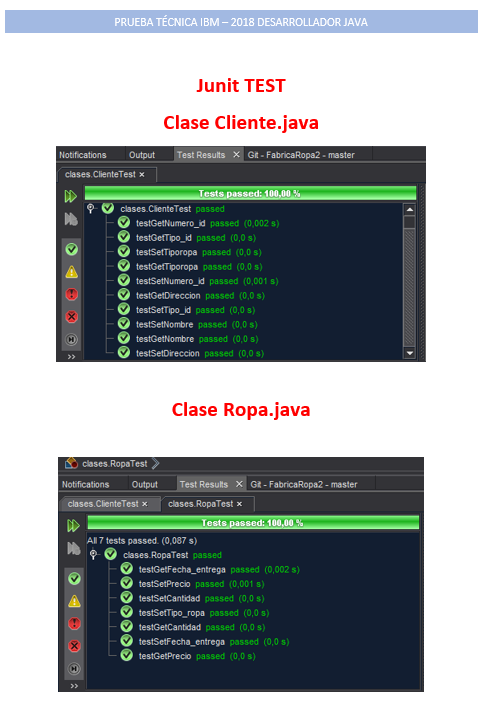 PRUEBA TÉCNICA IBM – 2018 DESARROLLADOR JAVA
Junit TEST
Clase Cliente.java
Notifications Output Test Results × Git - FabricaRopa2 - master
clases.ClienteTest ×
Tests passed: 100,00 %
clases.ClienteTest passed
testGetNumero_id passed (0,002 s)
testGetTipo_id passed (0,0 s)
testSetTiporopa passed (0,0 s)
testGetTiporopa passed (0,0 s)
testSetNumero_id passed (0,001 s)
testGetDireccion passed (0,0 s)
testSetTipo_id passed (0,0 s)
testSetNombre passed (0,0 s)
testGetNombre passed (0,0 s)
testSetDireccion passed (0,0 s)
Clase Ropa.java
clases.RopaTest
Notifications Output Test Results × Git - FabricaRopa2 - master
clases.ClienteTest × clases.RopaTest ×
Tests passed: 100,00 %
All 7 tests passed. (0,087 s)
clases.RopaTest passed
testGetFecha_entrega passed (0,002 s)
testSetPrecio passed (0,001 s)
testSetCantidad passed (0,0 s)
testSetTipo_ropa passed (0,0 s)
testGetCantidad passed (0,0 s)
testSetFecha_entrega passed (0,0 s)
testGetPrecio passed (0,0 s)